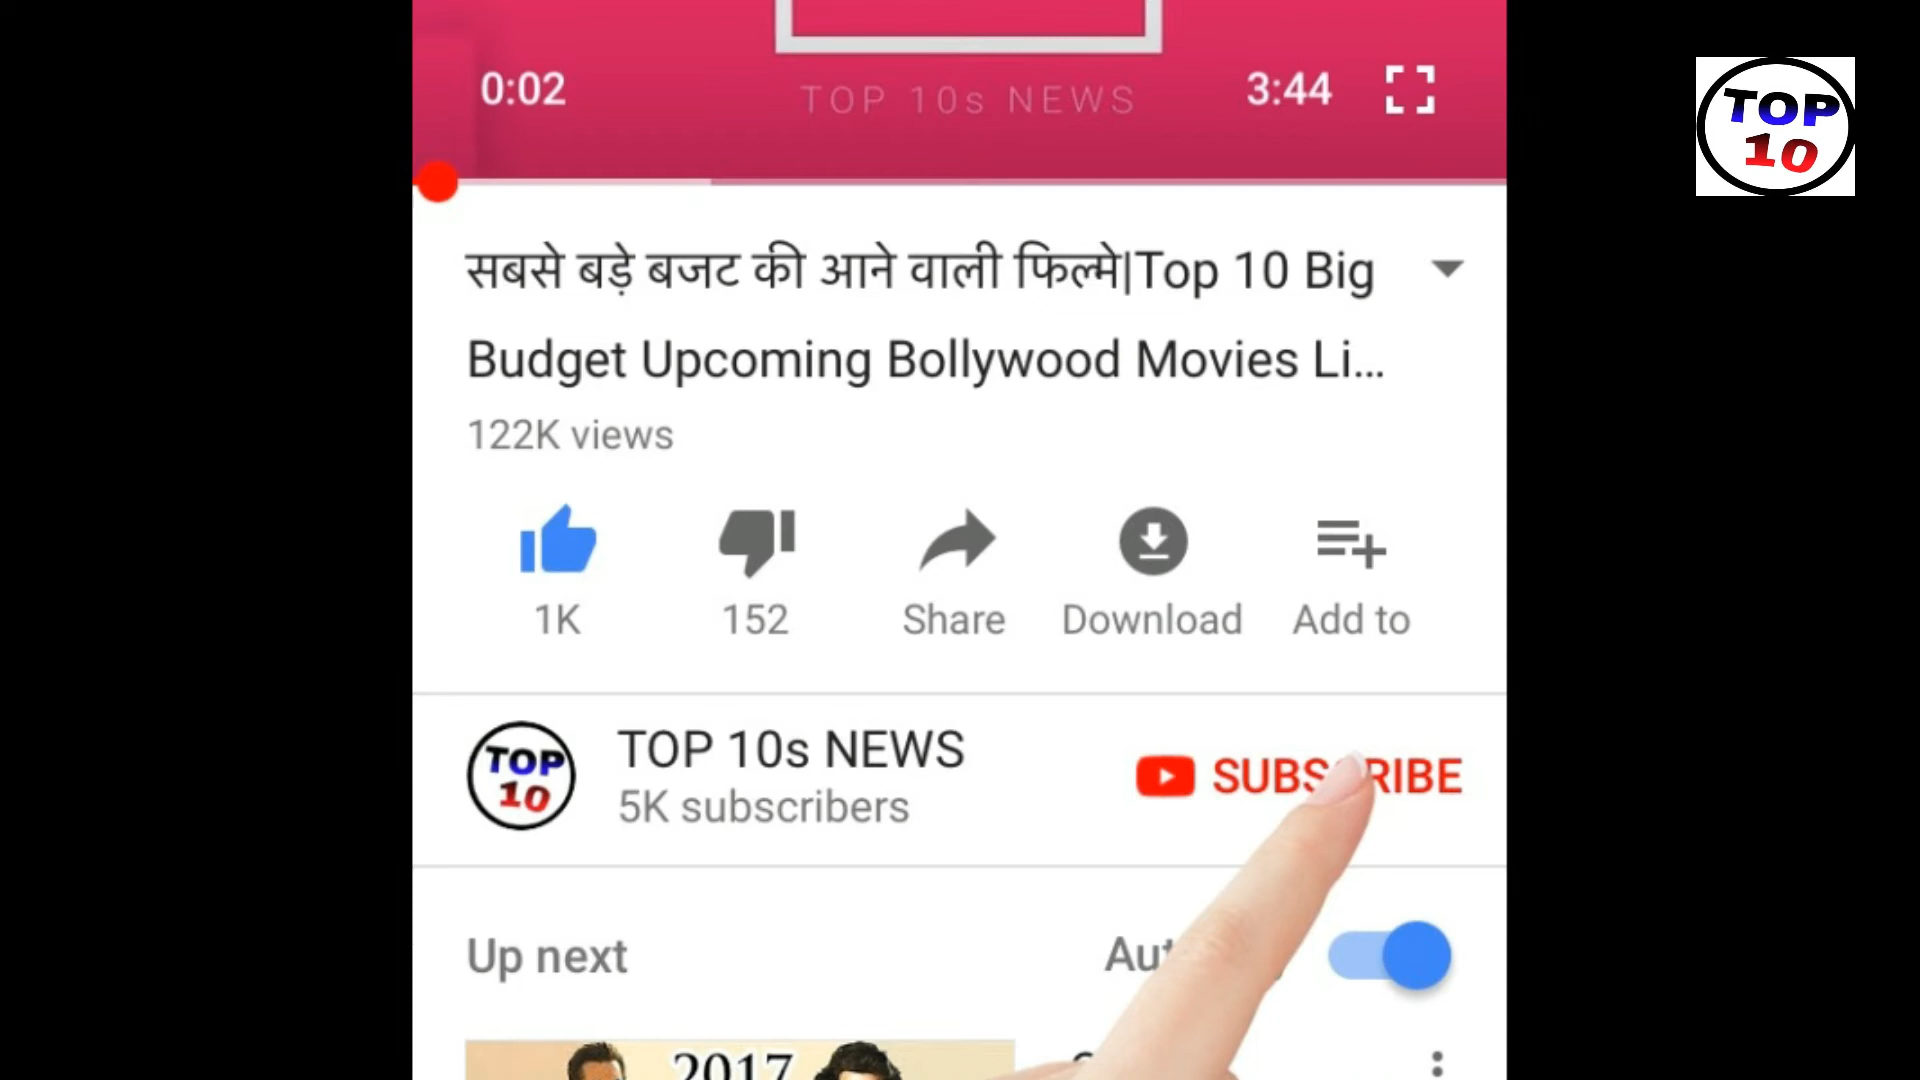 0:02
TOP 10s NEWS
3:44
TOP
10
सबसे बड़े बजट की आने वाली फिल्मे|Top 10 Big
Budget Upcoming Bollywood Movies Li...
122K views
1K
152
Share
Download
Add to
TOP
10
TOP 10s NEWS
5K subscribers
SUBSCRIBE
Up next
2017